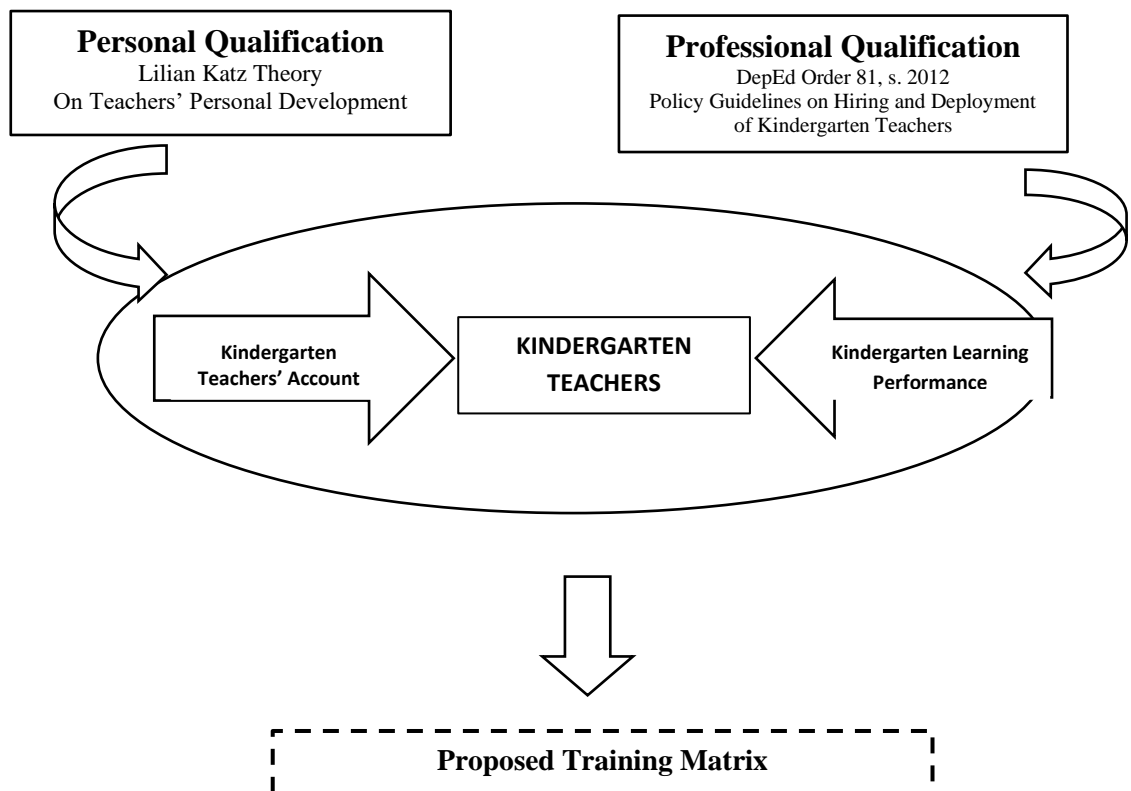 Personal Qualification
Lilian Katz Theory
On Teachers’ Personal Development
Professional Qualification
DepEd Order 81, s. 2012
Policy Guidelines on Hiring and Deployment
of Kindergarten Teachers
Kindergarten
Teachers’ Account
KINDERGARTEN
TEACHERS
Kindergarten Learning
Performance
Proposed Training Matrix